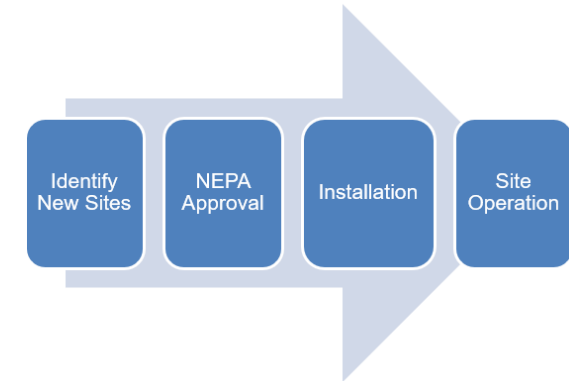 Identify
New Sites
NEPA
Approval
Installation
Site
Operation